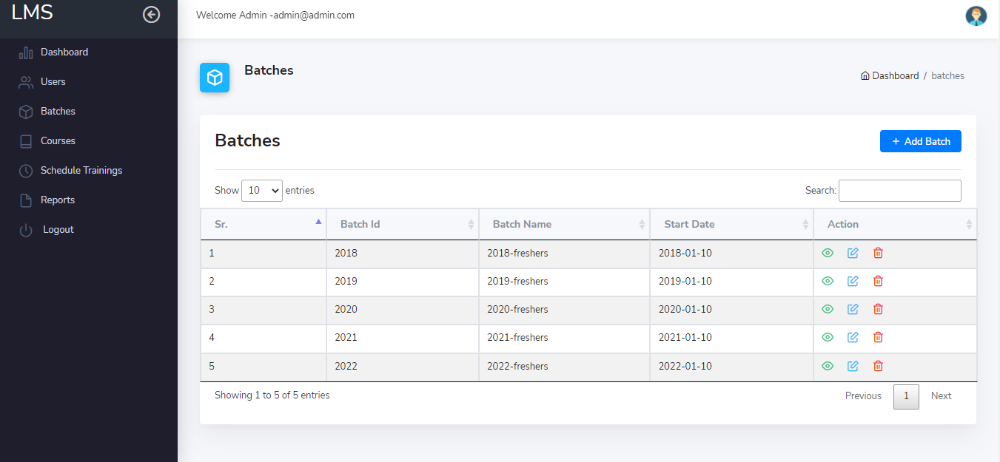 LMS
Welcome Admin -admin@admin.com
Dashboard
Users
Batches
Courses
Schedule Trainings
Reports
Logout
Batches
Dashboard / batches
Batches
+ Add Batch
Show 10 entries
Search:
Sr. Batch Id Batch Name Start Date Action
1 2018 2018-freshers 2018-01-10
2 2019 2019-freshers 2019-01-10
3 2020 2020-freshers 2020-01-10
4 2021 2021-freshers 2021-01-10
5 2022 2022-freshers 2022-01-10
Showing 1 to 5 of 5 entries
Previous 1 Next